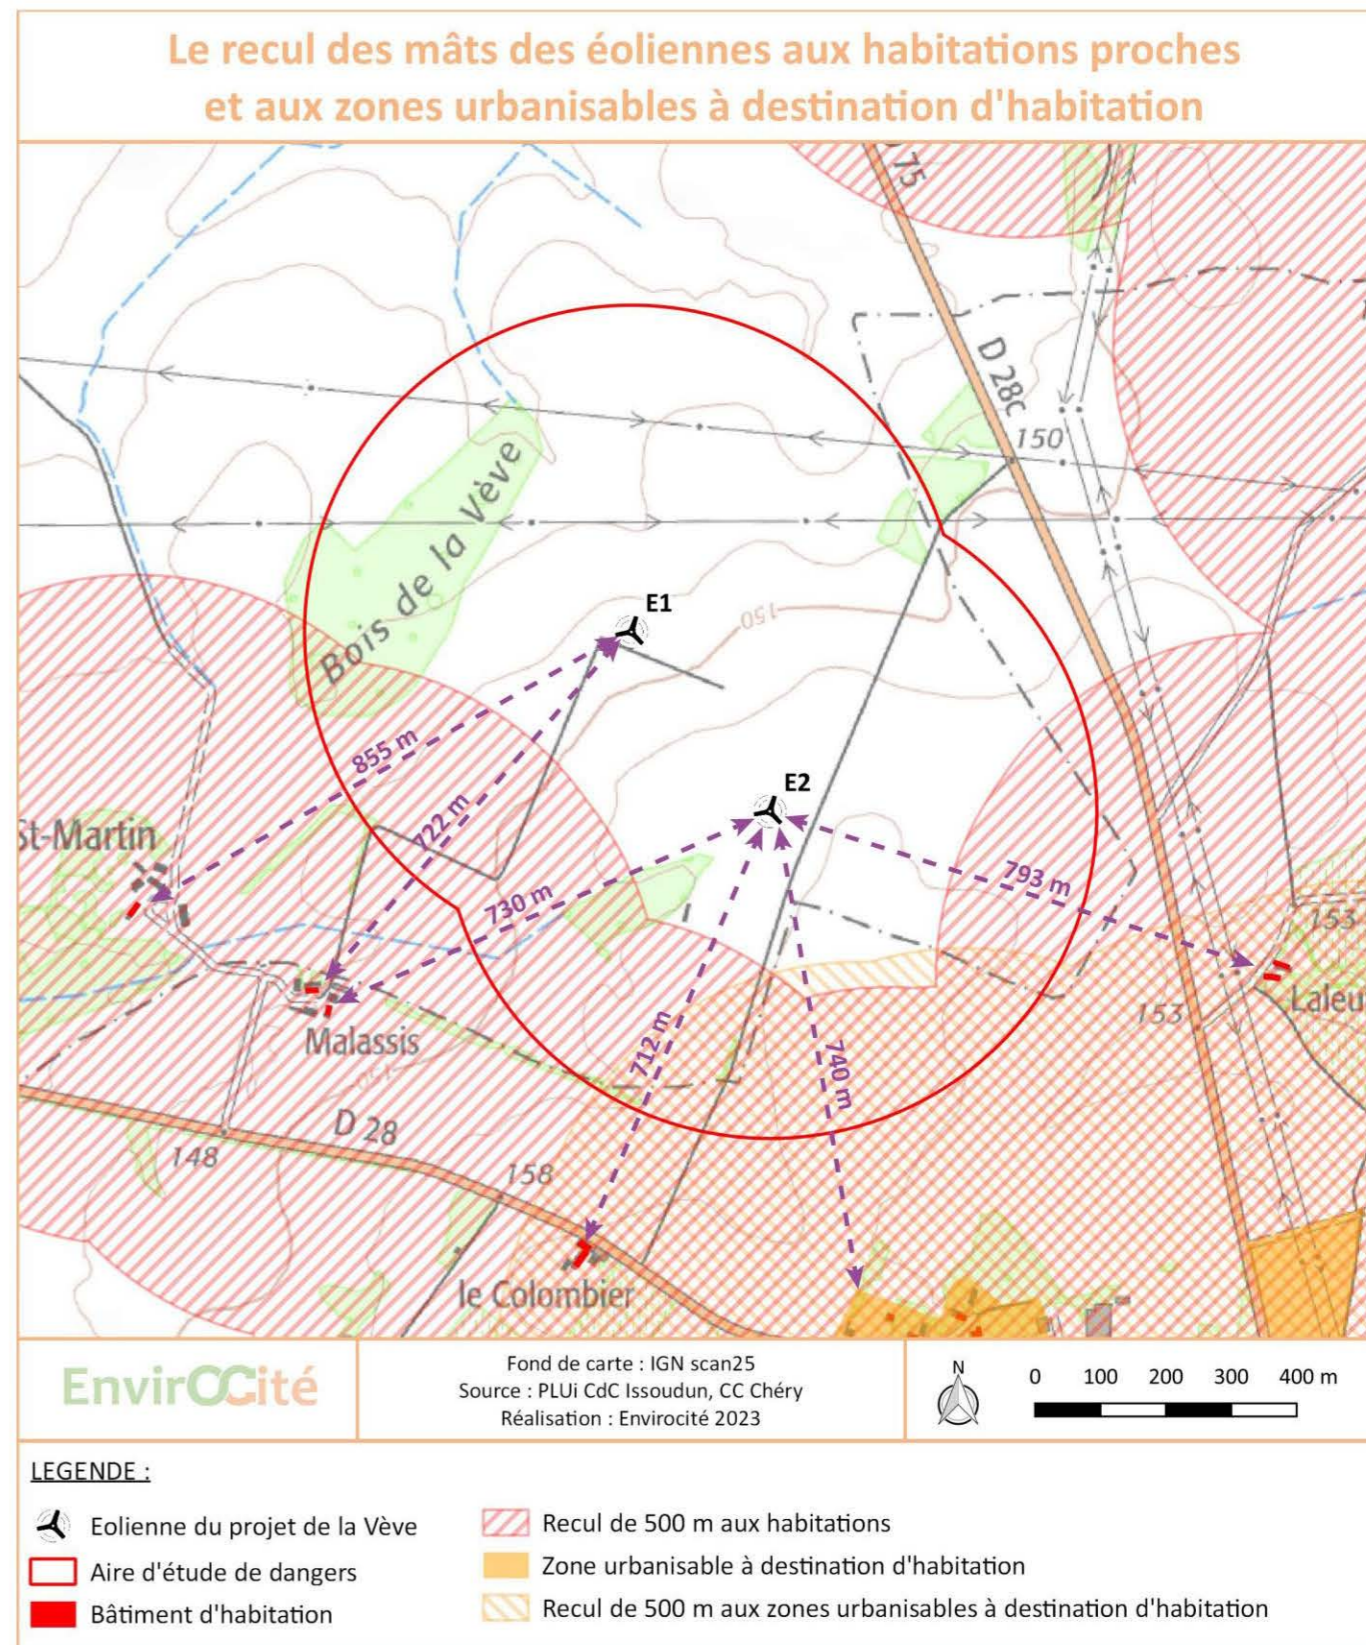 Le recul des mâts des éoliennes aux habitations proches
et aux zones urbanisables à destination d'habitation
75
D 28c
150
Bois de la Vève
E1
150
855 m
722 m
E2
St-Martin
730 m
793 m
153
Laleu
153
Malassis
150
712 m
740 m
D 28
148
158
le Colombier
EnvirOCité
Fond de carte : IGN scan25
Source : PLUi CdC Issoudun, CC Chéry
Réalisation : Envirocité 2023
N
0 100 200 300 400 m
LEGENDE :
Eolienne du projet de la Vève
Aire d'étude de dangers
Bâtiment d'habitation
Recul de 500 m aux habitations
Zone urbanisable à destination d'habitation
Recul de 500 m aux zones urbanisables à destination d'habitation